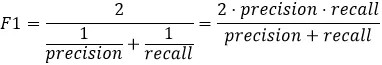 F1 = 2 / (1/precision + 1/recall) = 2 · precision · recall / (precision + recall)